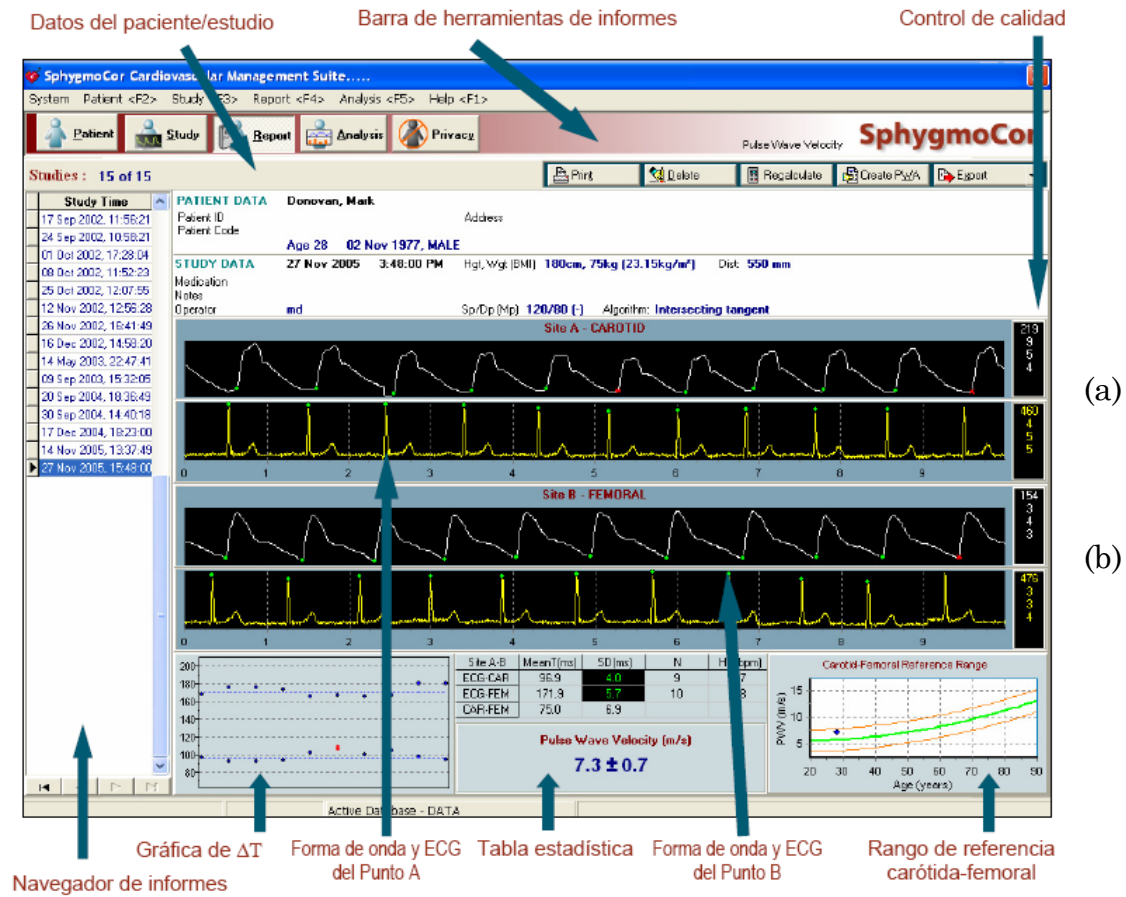 Datos del paciente/estudio
Barra de herramientas de informes
Control de calidad
SphygmoCor Cardiovascular Management Suite.....
System Patient <F2> Study <F3> Report <F4> Analysis <F5> Help <F1>
Patient Study Report Analysis Privacy
Pulse Wave Velocity SphygmoCor
Studies : 15 of 15
Print Delete Recalculate Create PWA Export
Study Time
17 Sep 2002, 11:56:21
24 Sep 2002, 10:58:21
01 Oct 2002, 17:28:04
08 Oct 2002, 11:52:23
25 Oct 2002, 12:07:55
12 Nov 2002, 12:56:28
26 Nov 2002, 16:41:49
16 Dec 2002, 14:58:20
14 May 2003, 22:47:41
09 Sep 2003, 15:32:05
20 Sep 2004, 18:36:49
30 Sep 2004, 14:40:18
17 Dec 2004, 16:23:00
14 Nov 2005, 13:37:49
27 Nov 2005, 15:48:00
PATIENT DATA Donovan, Mark
Patient ID Address
Patient Code
Age 28 02 Nov 1977, MALE
STUDY DATA 27 Nov 2005 3:48:00 PM Hgt, Wgt (BMI) 180cm, 75kg (23.15kg/m²) Dist: 550 mm
Medication
Notes
Operator md Sp/Dp (Mp) 120/80 (-) Algorithm: Intersecting tangent
Site A - CAROTID
219
9
5
4
(a)
460
4
5
5
0 1 2 3 4 5 6 7 8 9
Site B - FEMORAL
154
3
4
3
(b)
476
3
3
4
0 1 2 3 4 5 6 7 8 9
200
180
160
140
120
100
80
Site A-B MeanT(ms) SD(ms) N
ECG-CAR 96.9 4.0 9
ECG-FEM 171.9 5.7 10
CAR-FEM 75.0 6.9
Pulse Wave Velocity (m/s)
7.3 ± 0.7
Carotid-Femoral Reference Range
PWV (m/s)
15
10
5
20 30 40 50 60 70 80 90
Age (years)
Active Database - DATA
Gráfica de ΔT
Forma de onda y ECG
del Punto A
Tabla estadística
Forma de onda y ECG
del Punto B
Rango de referencia
carótida-femoral
Navegador de informes